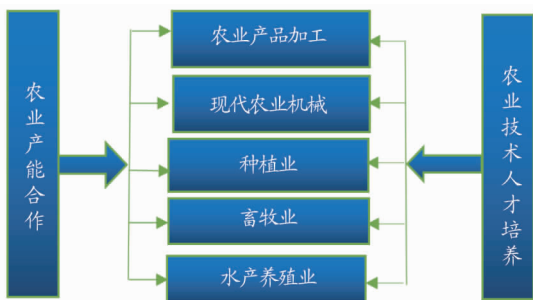 农业产能合作
农业产品加工
现代农业机械
种植业
畜牧业
水产养殖业
农业技术人才培养